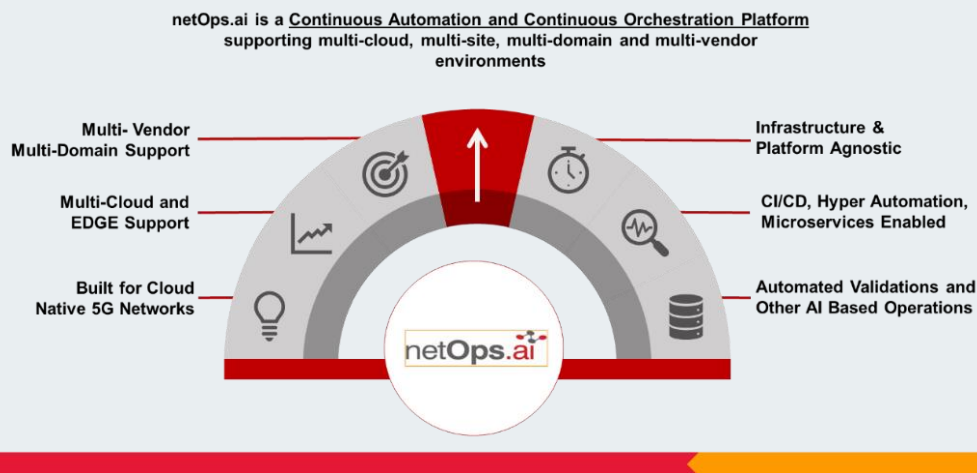 netOps.ai is a Continuous Automation and Continuous Orchestration Platform
supporting multi-cloud, multi-site, multi-domain and multi-vendor
environments
Multi- Vendor
Multi-Domain Support
Multi-Cloud and
EDGE Support
Built for Cloud
Native 5G Networks
Infrastructure &
Platform Agnostic
CI/CD, Hyper Automation,
Microservices Enabled
Automated Validations and
Other AI Based Operations
netOps.ai